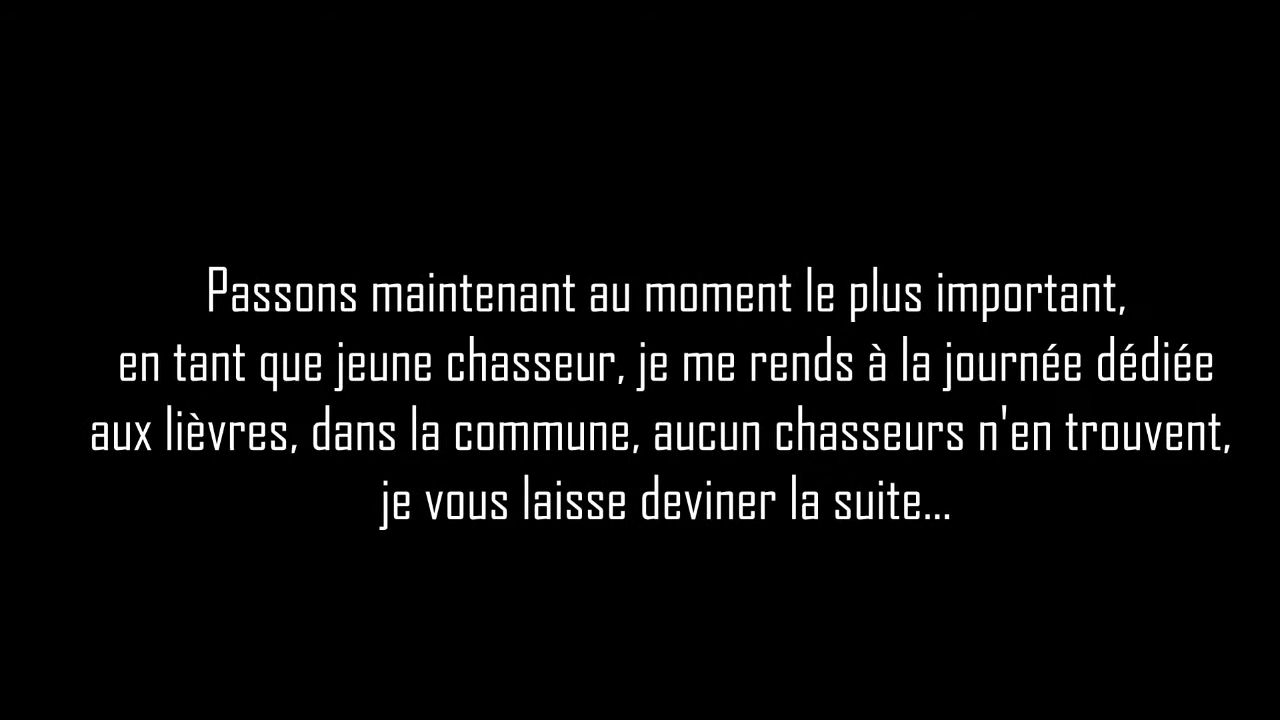 Passons maintenant au moment le plus important,
en tant que jeune chasseur, je me rends à la journée dédiée
aux lièvres, dans la commune, aucun chasseurs n'en trouvent,
je vous laisse deviner la suite...